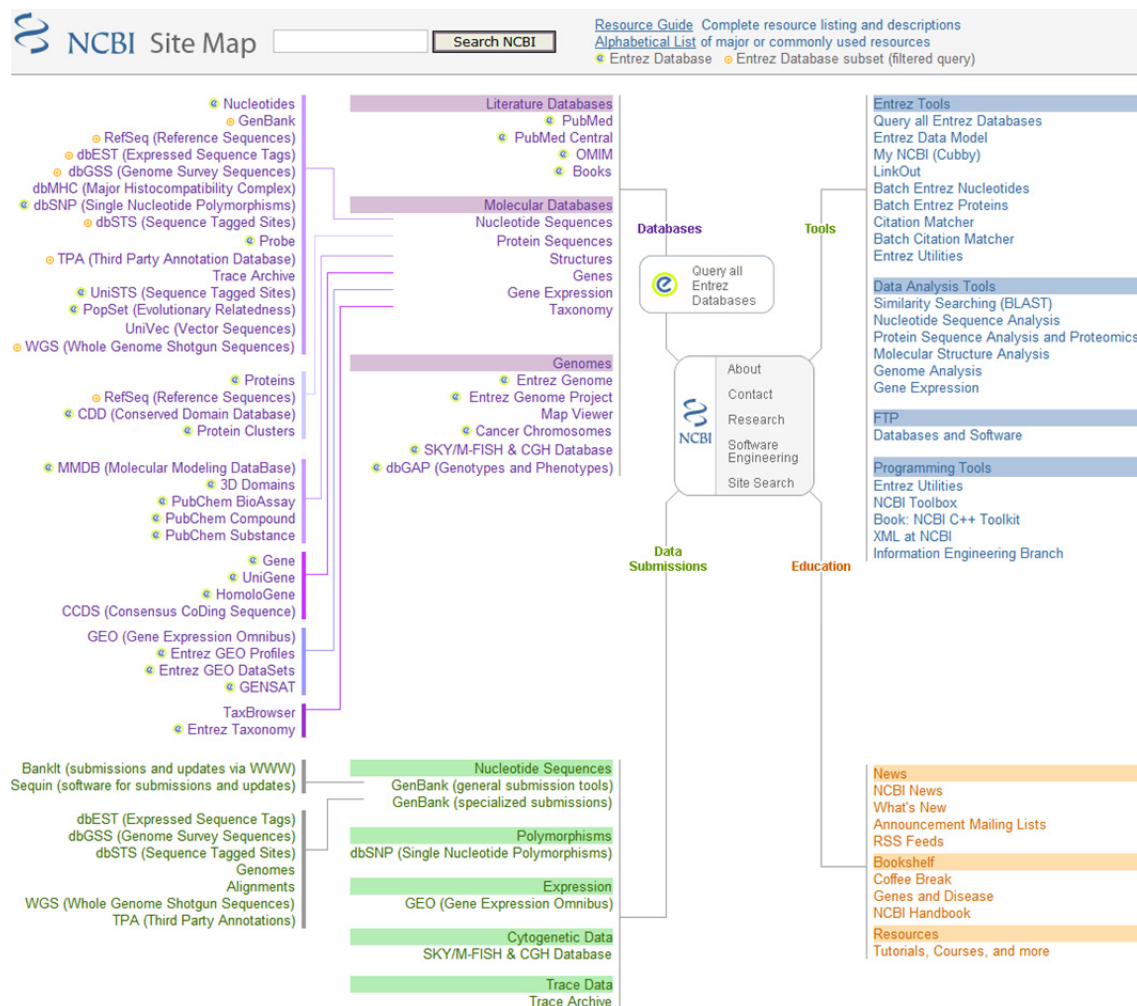 NCBI Site Map
Search NCBI
Resource Guide Complete resource listing and descriptions
Alphabetical List of major or commonly used resources
Entrez Database Entrez Database subset (filtered query)
Nucleotides
GenBank
RefSeq (Reference Sequences)
dbEST (Expressed Sequence Tags)
dbGSS (Genome Survey Sequences)
dbMHC (Major Histocompatibility Complex)
dbSNP (Single Nucleotide Polymorphisms)
dbSTS (Sequence Tagged Sites)
Probe
TPA (Third Party Annotation Database)
Trace Archive
UniSTS (Sequence Tagged Sites)
PopSet (Evolutionary Relatedness)
UniVec (Vector Sequences)
WGS (Whole Genome Shotgun Sequences)
Proteins
RefSeq (Reference Sequences)
CDD (Conserved Domain Database)
Protein Clusters
MMDB (Molecular Modeling DataBase)
3D Domains
PubChem BioAssay
PubChem Compound
PubChem Substance
Gene
UniGene
HomoloGene
CCDS (Consensus CoDing Sequence)
GEO (Gene Expression Omnibus)
Entrez GEO Profiles
Entrez GEO DataSets
GENSAT
TaxBrowser
Entrez Taxonomy
Literature Databases
PubMed
PubMed Central
OMIM
Books
Molecular Databases
Nucleotide Sequences
Protein Sequences
Structures
Genes
Gene Expression
Taxonomy
Genomes
Entrez Genome
Entrez Genome Project
Map Viewer
Cancer Chromosomes
SKY/M-FISH & CGH Database
dbGAP (Genotypes and Phenotypes)
Databases
Query all
Entrez
Databases
Tools
NCBI
About
Contact
Research
Software
Engineering
Site Search
Data
Submissions
Education
Entrez Tools
Query all Entrez Databases
Entrez Data Model
My NCBI (Cubby)
LinkOut
Batch Entrez Nucleotides
Batch Entrez Proteins
Citation Matcher
Batch Citation Matcher
Entrez Utilities
Data Analysis Tools
Similarity Searching (BLAST)
Nucleotide Sequence Analysis
Protein Sequence Analysis and Proteomics
Molecular Structure Analysis
Genome Analysis
Gene Expression
FTP
Databases and Software
Programming Tools
Entrez Utilities
NCBI Toolbox
Book: NCBI C++ Toolkit
XML at NCBI
Information Engineering Branch
BankIt (submissions and updates via WWW)
Sequin (software for submissions and updates)
dbEST (Expressed Sequence Tags)
dbGSS (Genome Survey Sequences)
dbSTS (Sequence Tagged Sites)
Genomes
Alignments
WGS (Whole Genome Shotgun Sequences)
TPA (Third Party Annotations)
Nucleotide Sequences
GenBank (general submission tools)
GenBank (specialized submissions)
Polymorphisms
dbSNP (Single Nucleotide Polymorphisms)
Expression
GEO (Gene Expression Omnibus)
Cytogenetic Data
SKY/M-FISH & CGH Database
Trace Data
Trace Archive
News
NCBI News
What's New
Announcement Mailing Lists
RSS Feeds
Bookshelf
Coffee Break
Genes and Disease
NCBI Handbook
Resources
Tutorials, Courses, and more